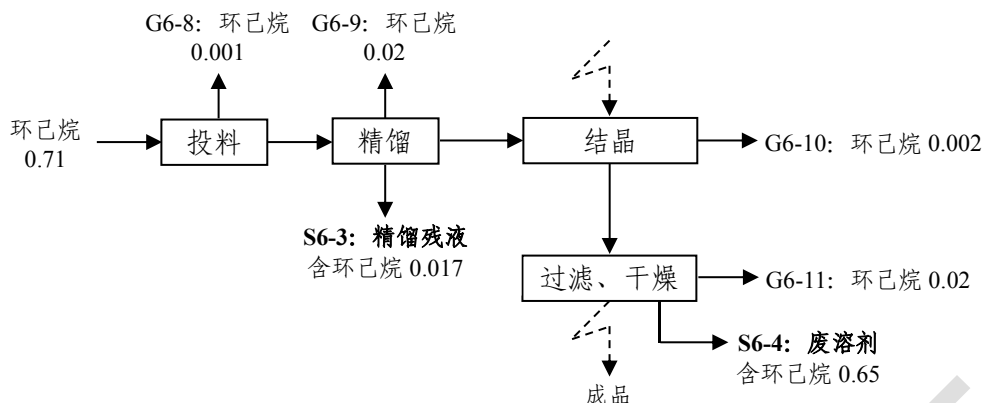 G6-8：环己烷
0.001
G6-9：环己烷
0.02
环己烷
0.71
投料
精馏
结晶
G6-10：环己烷 0.002
S6-3：精馏残液
含环己烷 0.017
过滤、干燥
G6-11：环己烷 0.02
S6-4：废溶剂
含环己烷 0.65
成品